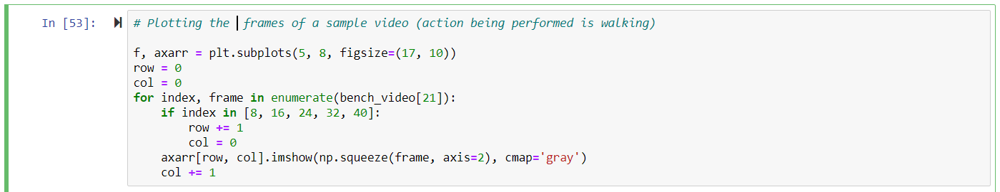 In [53]:
# Plotting the frames of a sample video (action being performed is walking)
f, axarr = plt.subplots(5, 8, figsize=(17, 10))
row = 0
col = 0
for index, frame in enumerate(bench_video[21]):
    if index in [8, 16, 24, 32, 40]:
        row += 1
        col = 0
    axarr[row, col].imshow(np.squeeze(frame, axis=2), cmap='gray')
    col += 1